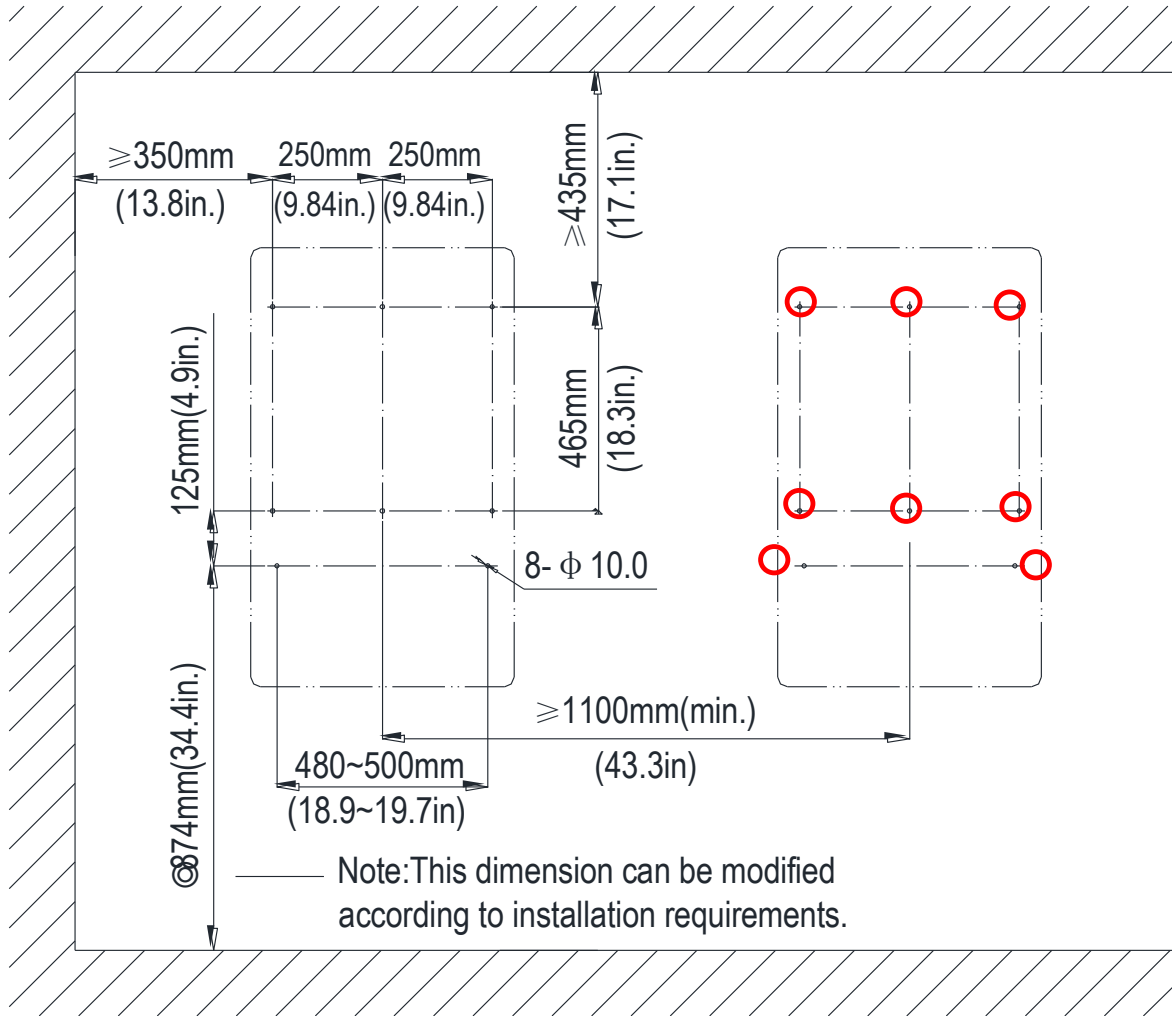 ≥350mm
(13.8in.)
250mm
(9.84in.)
250mm
(9.84in.)
≥435mm
(17.1in.)
125mm(4.9in.)
465mm
(18.3in.)
8- Φ 10.0
◎874mm(34.4in.)
≥1100mm(min.)
(43.3in)
480~500mm
(18.9~19.7in)
Note:This dimension can be modified
according to installation requirements.